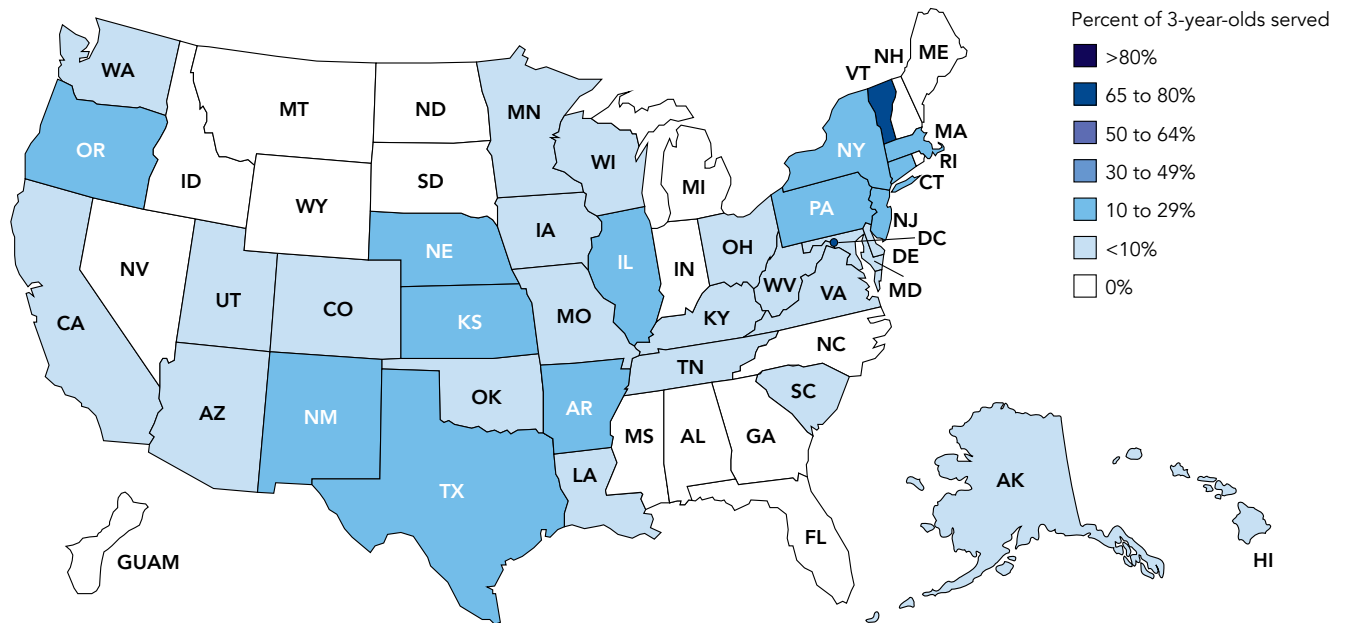 Percent of 3-year-olds served
>80%
65 to 80%
50 to 64%
30 to 49%
10 to 29%
<10%
0%
WA
OR
CA
NV
ID
MT
WY
UT
AZ
CO
NM
ND
SD
NE
KS
OK
TX
MN
IA
MO
AR
LA
WI
IL
MI
IN
OH
KY
TN
MS
AL
GA
FL
SC
NC
VA
WV
PA
NY
VT
NH
ME
MA
RI
CT
NJ
DC
DE
MD
AK
HI
GUAM